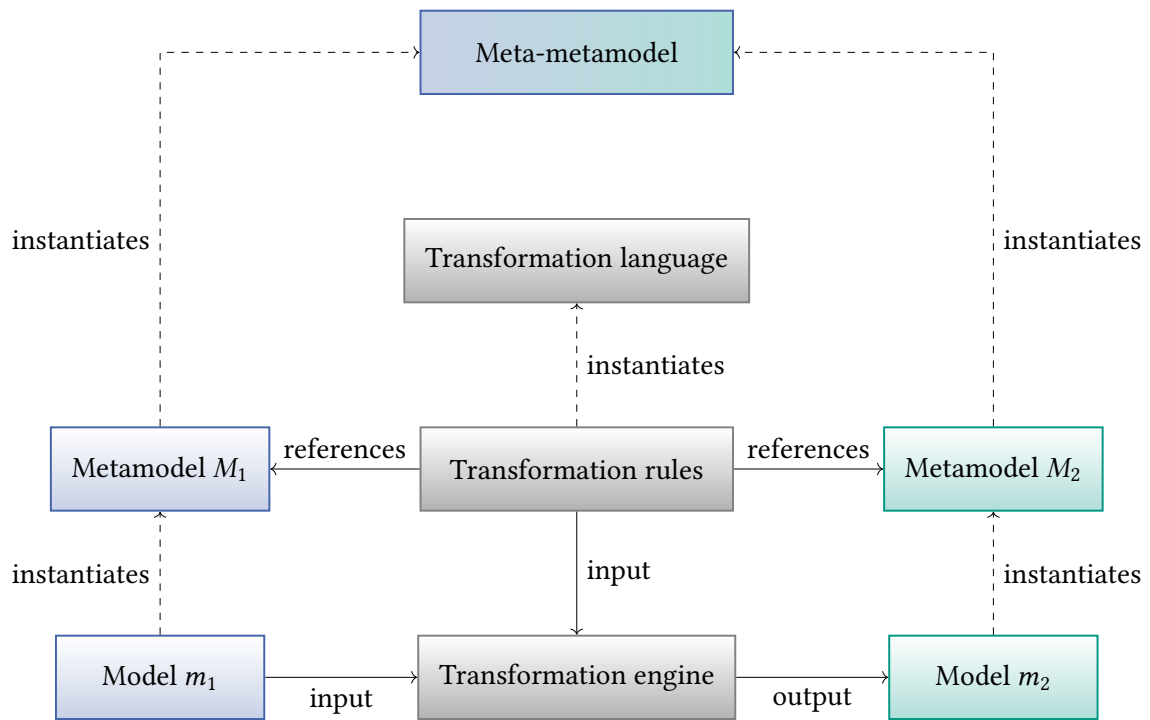 Meta-metamodel
instantiates
Transformation language
instantiates
instantiates
Metamodel M₁
references
Transformation rules
references
Metamodel M₂
instantiates
input
instantiates
Model m₁
input
Transformation engine
output
Model m₂